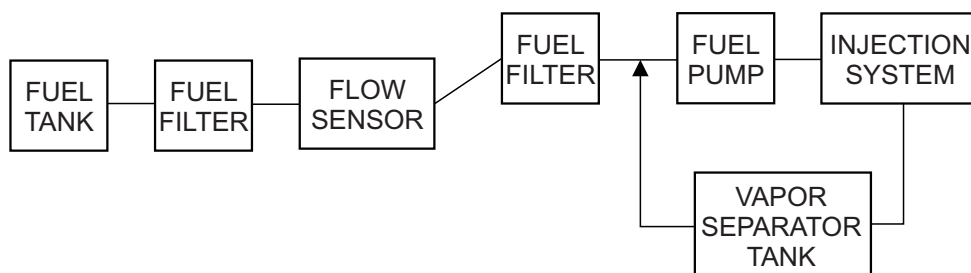 FUEL
TANK
FUEL
FILTER
FLOW
SENSOR
FUEL
FILTER
FUEL
PUMP
INJECTION
SYSTEM
VAPOR
SEPARATOR
TANK